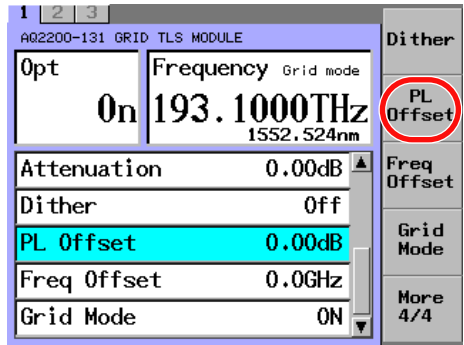 1 2 3
AQ2200-131 GRID TLS MODULE
Opt
On
Frequency Grid mode
193.1000THz
1552.524nm
Attenuation 0.00dB
Dither Off
PL Offset 0.00dB
Freq Offset 0.0GHz
Grid Mode ON
Dither
PL
Offset
Freq
Offset
Grid
Mode
More
4/4